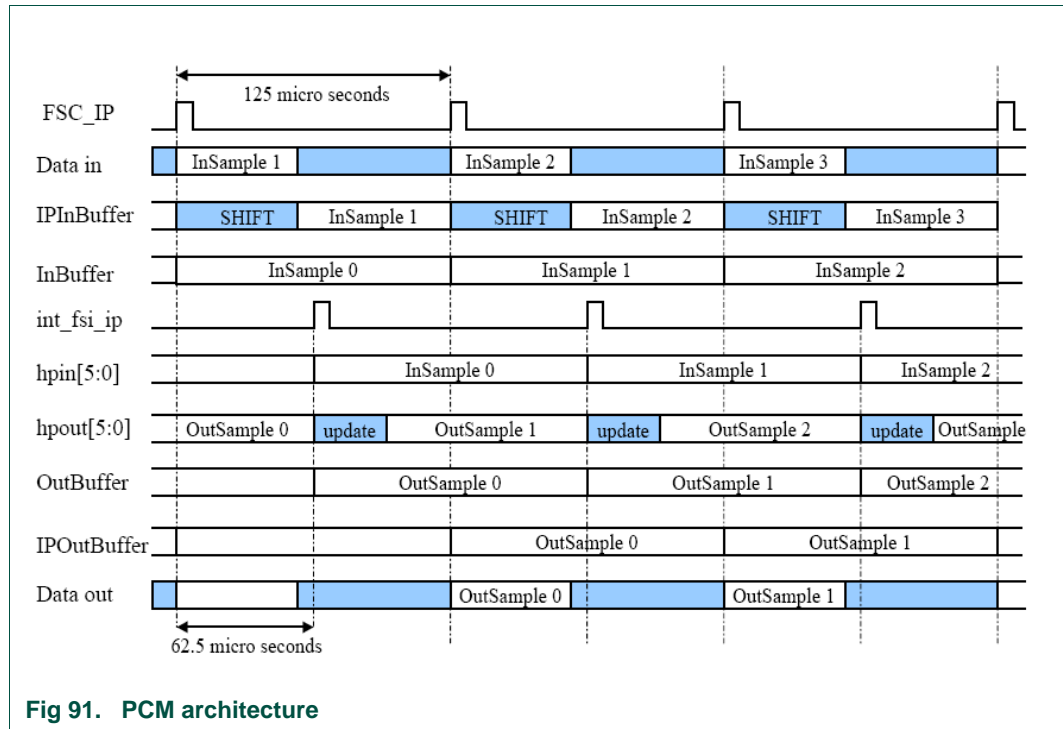 125 micro seconds
FSC_IP
Data in InSample 1 InSample 2 InSample 3
IPInBuffer SHIFT InSample 1 SHIFT InSample 2 SHIFT InSample 3
InBuffer InSample 0 InSample 1 InSample 2
int_fsi_ip
hpin[5:0] InSample 0 InSample 1 InSample 2
hpout[5:0] OutSample 0 update OutSample 1 update OutSample 2 update OutSample
OutBuffer OutSample 0 OutSample 1 OutSample 2
IPOutBuffer OutSample 0 OutSample 1
Data out OutSample 0 OutSample 1
62.5 micro seconds
Fig 91. PCM architecture